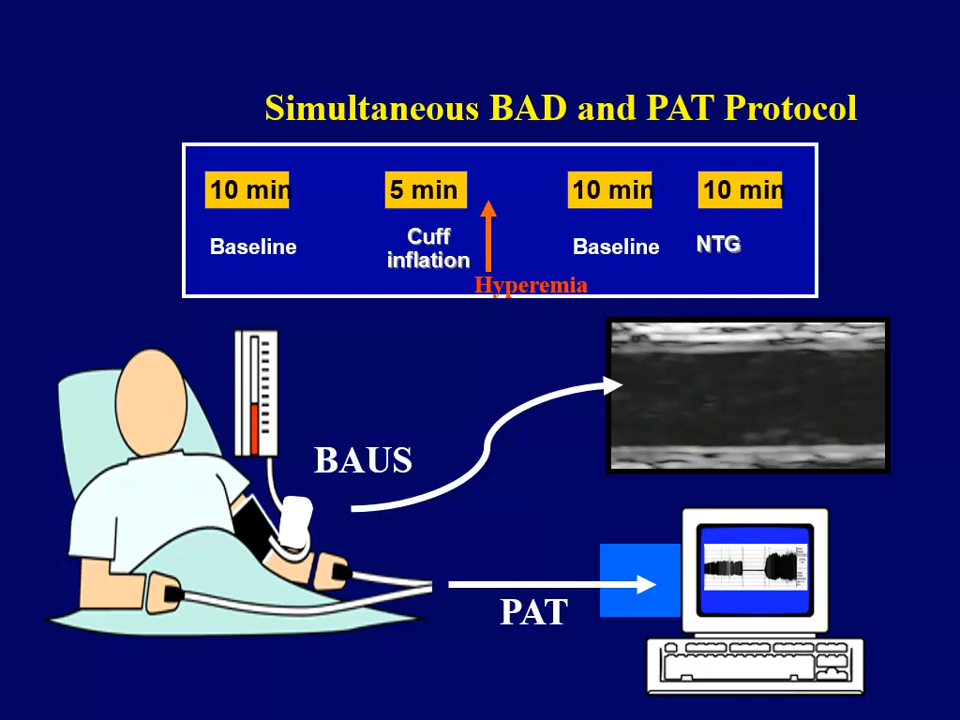 Simultaneous BAD and PAT Protocol
10 min
5 min
10 min
10 min
Baseline
Cuff
inflation
Baseline
NTG
Hyperemia
BAUS
PAT